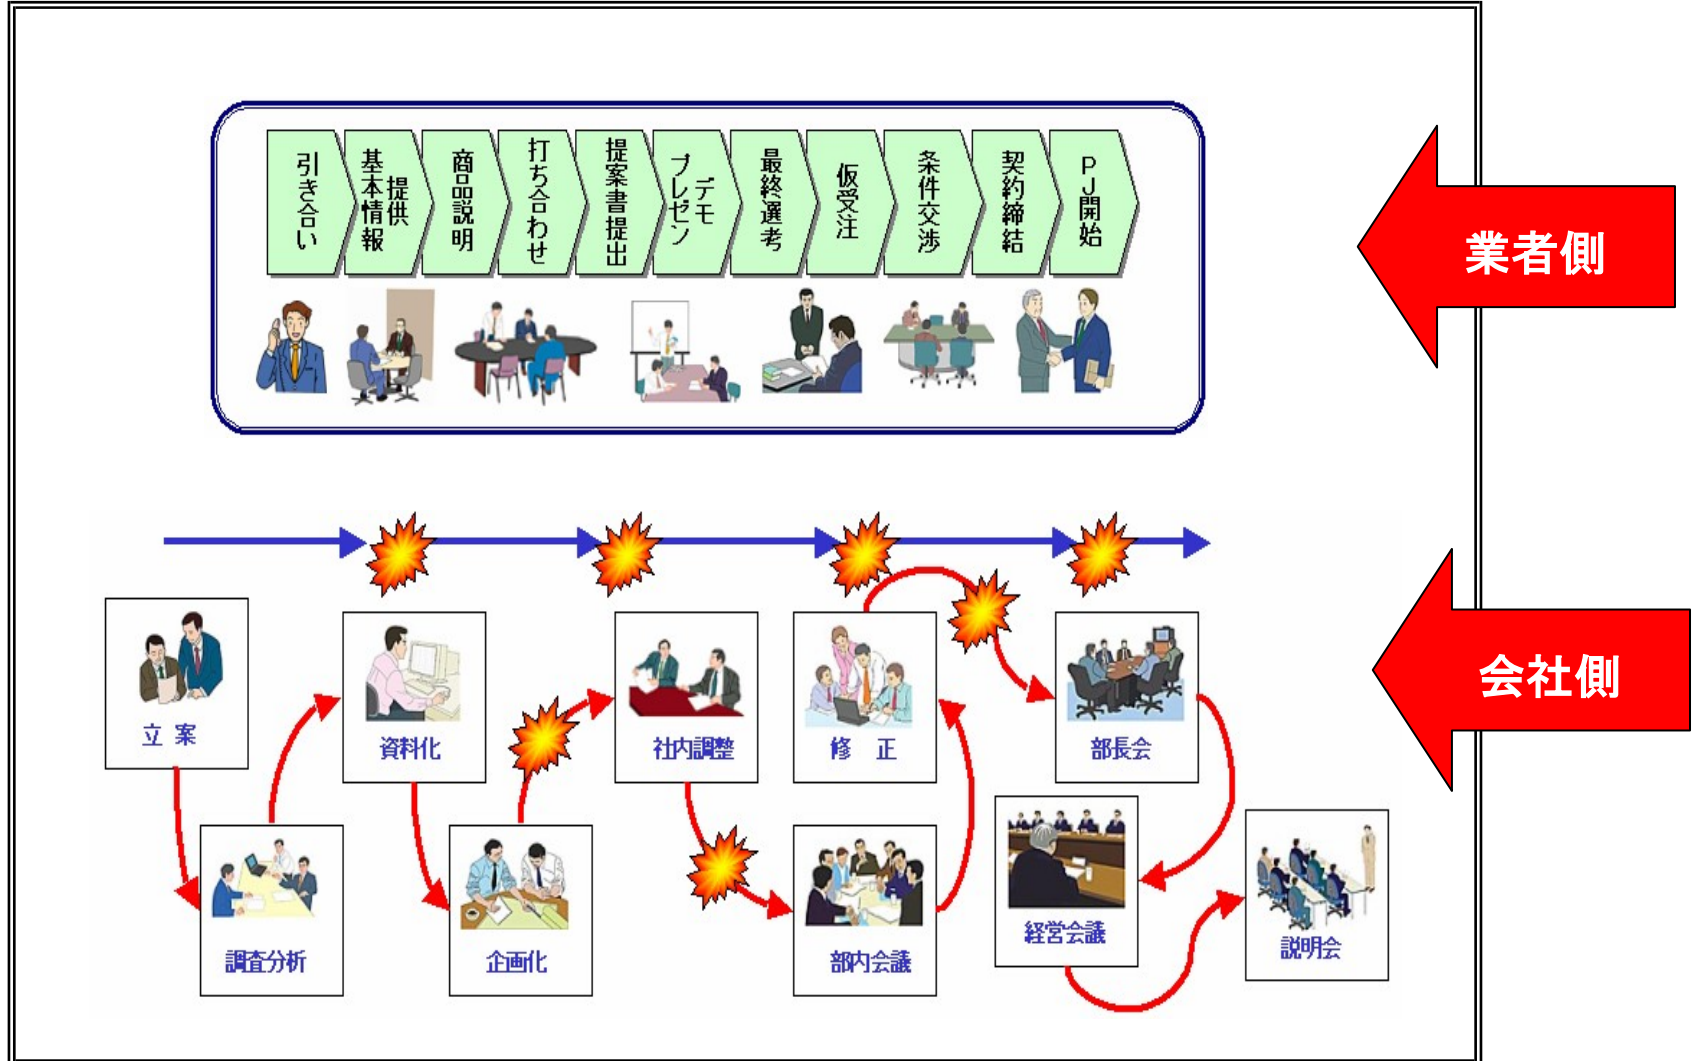 引き合い
基本情報
提供
商品説明
打ち合わせ
提案書提出
プレゼン
デモ
最終選考
仮受注
条件交渉
契約締結
PJ開始
業者側
会社側
立 案
資料化
社内調整
修 正
部長会
調査分析
企画化
部内会議
経営会議
説明会